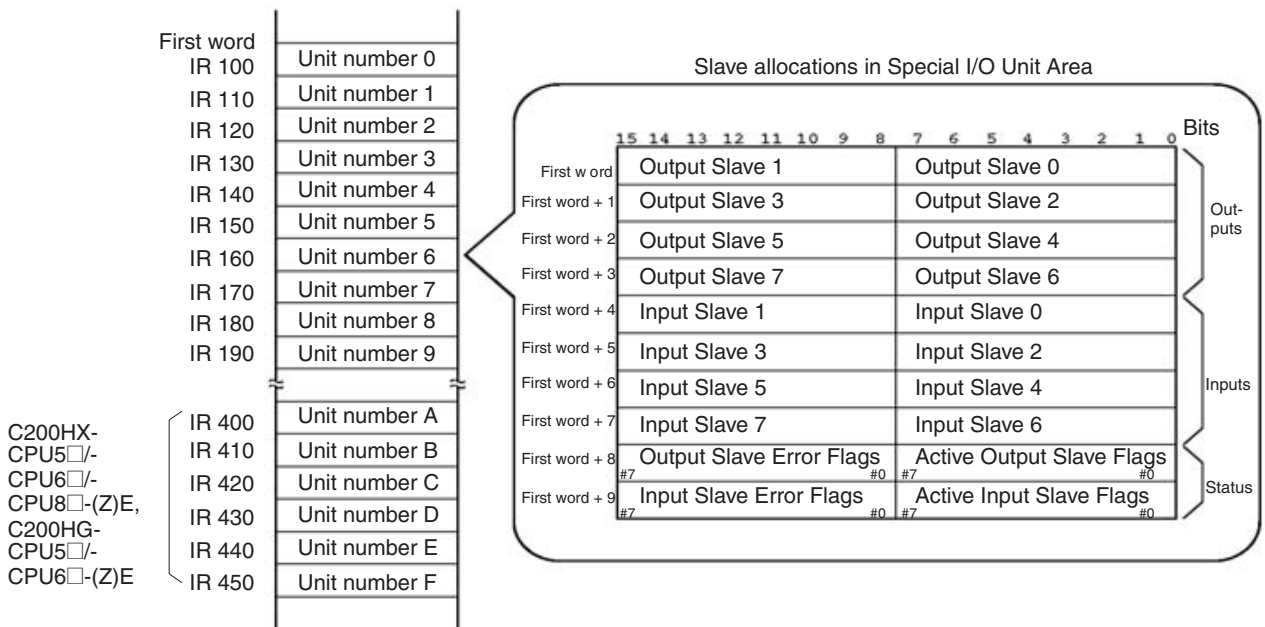 First word
IR 100 Unit number 0
IR 110 Unit number 1
IR 120 Unit number 2
IR 130 Unit number 3
IR 140 Unit number 4
IR 150 Unit number 5
IR 160 Unit number 6
IR 170 Unit number 7
IR 180 Unit number 8
IR 190 Unit number 9
C200HX-
CPU5□/-
CPU6□/-
CPU8□-(Z)E,
C200HG-
CPU5□/-
CPU6□-(Z)E
IR 400 Unit number A
IR 410 Unit number B
IR 420 Unit number C
IR 430 Unit number D
IR 440 Unit number E
IR 450 Unit number F
Slave allocations in Special I/O Unit Area
15 14 13 12 11 10 9 8 7 6 5 4 3 2 1 0 Bits
First w ord Output Slave 1 Output Slave 0
First word + 1 Output Slave 3 Output Slave 2
First word + 2 Output Slave 5 Output Slave 4
First word + 3 Output Slave 7 Output Slave 6
Out-
puts
First word + 4 Input Slave 1 Input Slave 0
First word + 5 Input Slave 3 Input Slave 2
First word + 6 Input Slave 5 Input Slave 4
First word + 7 Input Slave 7 Input Slave 6
Inputs
First word + 8 Output Slave Error Flags Active Output Slave Flags
#7 #0 #7 #0
First word + 9 Input Slave Error Flags Active Input Slave Flags
#7 #0 #7 #0
Status